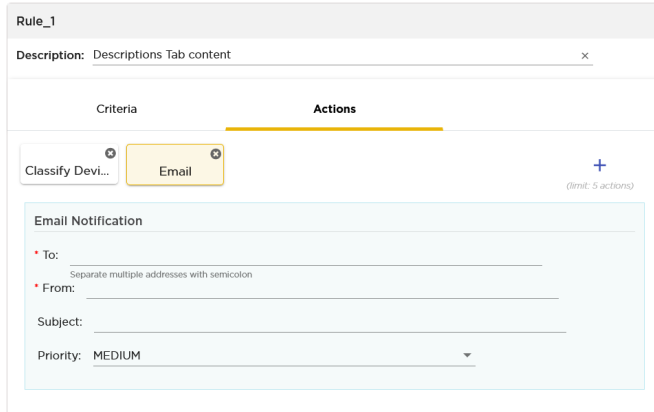 Rule_1
Description: Descriptions Tab content
Criteria Actions
Classify Devi... Email
(limit: 5 actions)
Email Notification
* To:
Separate multiple addresses with semicolon
* From:
Subject:
Priority: MEDIUM